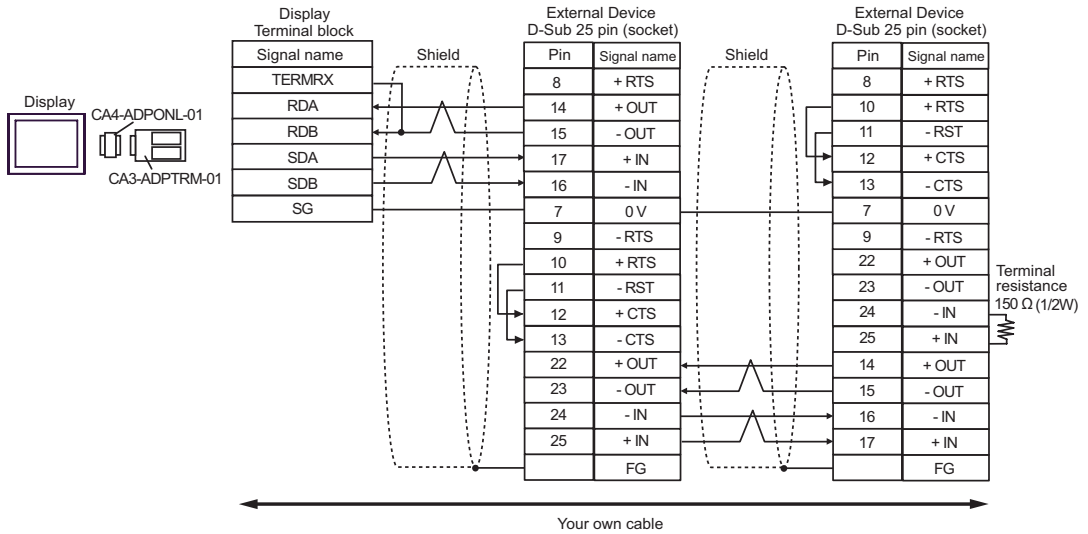 Display
Terminal block
External Device
D-Sub 25 pin (socket)
External Device
D-Sub 25 pin (socket)
Signal name
Shield
Pin
Signal name
Shield
Pin
Signal name
TERMRX
8
+ RTS
8
+ RTS
Display
CA4-ADPONL-01
CA3-ADPTRM-01
RDA
14
+ OUT
10
+ RTS
RDB
15
- OUT
11
- RST
SDA
17
+ IN
12
+ CTS
SDB
16
- IN
13
- CTS
SG
7
0 V
7
0 V
9
- RTS
9
- RTS
10
+ RTS
22
+ OUT
11
- RST
23
- OUT
12
+ CTS
24
- IN
13
- CTS
25
+ IN
Terminal
resistance
150 Ω (1/2W)
22
+ OUT
14
+ OUT
23
- OUT
15
- OUT
24
- IN
16
- IN
25
+ IN
17
+ IN
FG
FG
Your own cable